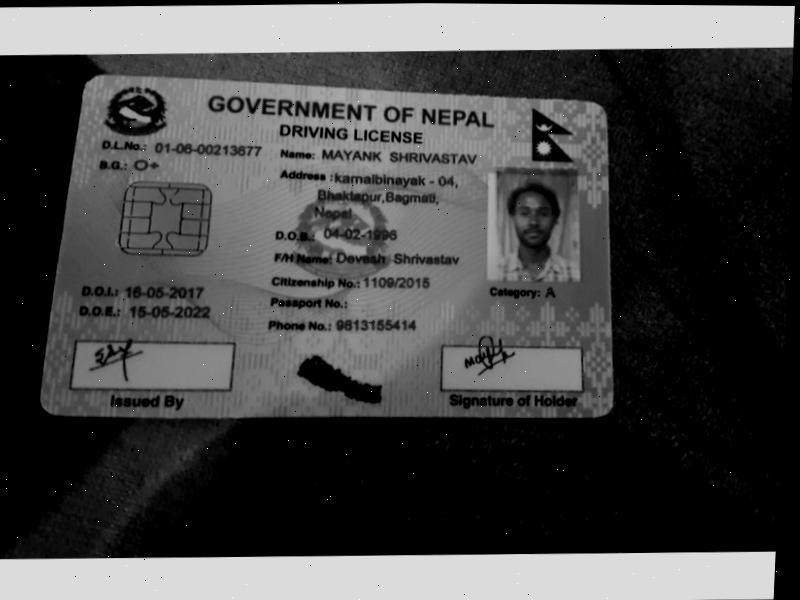 GOVERNMENT OF NEPAL
DRIVING LICENSE
D.L.No.: 01-06-00213677
B.G.: O+
Name: MAYANK SHRIVASTAV
Address :kamalbinayak - 04,
Bhaktapur,Bagmati,
Nepal
D.O.B.: 04-02-1996
F/H Name: Devesh Shrivastav
Citizenship No.: 1109/2015
Category: A
D.O.I.: 16-05-2017
Passport No.:
D.O.E.: 15-05-2022
Phone No.: 9813155414
Issued By
Signature of Holder